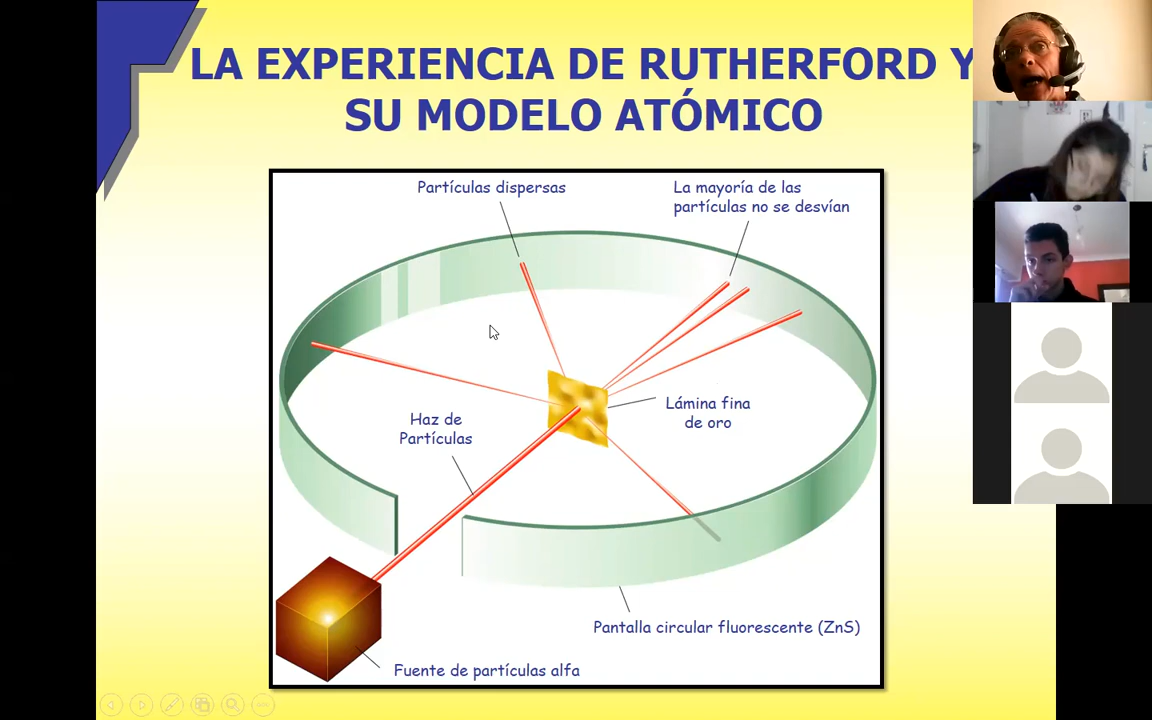 LA EXPERIENCIA DE RUTHERFORD Y
SU MODELO ATÓMICO
Partículas dispersas
La mayoría de las
partículas no se desvían
Lámina fina
de oro
Haz de
Partículas
Pantalla circular fluorescente (ZnS)
Fuente de partículas alfa